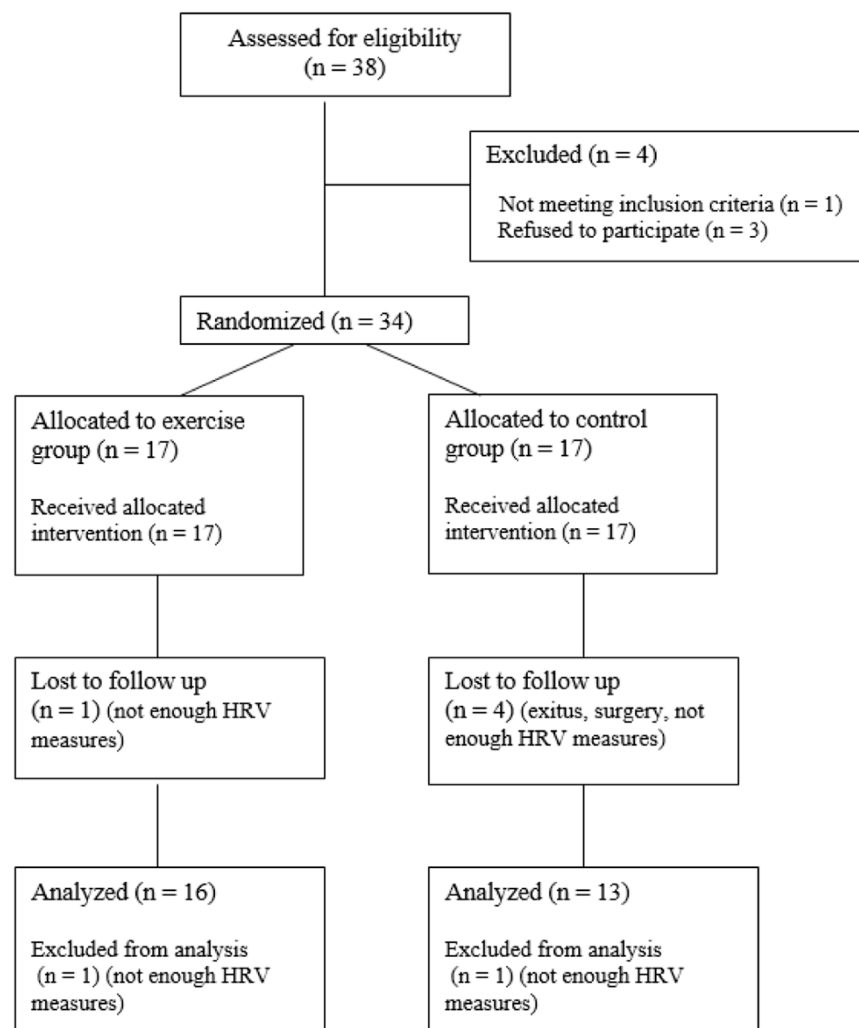 Assessed for eligibility
(n = 38)
Excluded (n = 4)
Not meeting inclusion criteria (n = 1)
Refused to participate (n = 3)
Randomized (n = 34)
Allocated to exercise
group (n = 17)
Received allocated
intervention (n = 17)
Allocated to control
group (n = 17)
Received allocated
intervention (n = 17)
Lost to follow up
(n = 1) (not enough HRV
measures)
Lost to follow up
(n = 4) (exitus, surgery, not
enough HRV measures)
Analyzed (n = 16)
Excluded from analysis
(n = 1) (not enough HRV
measures)
Analyzed (n = 13)
Excluded from analysis
(n = 1) (not enough HRV
measures)